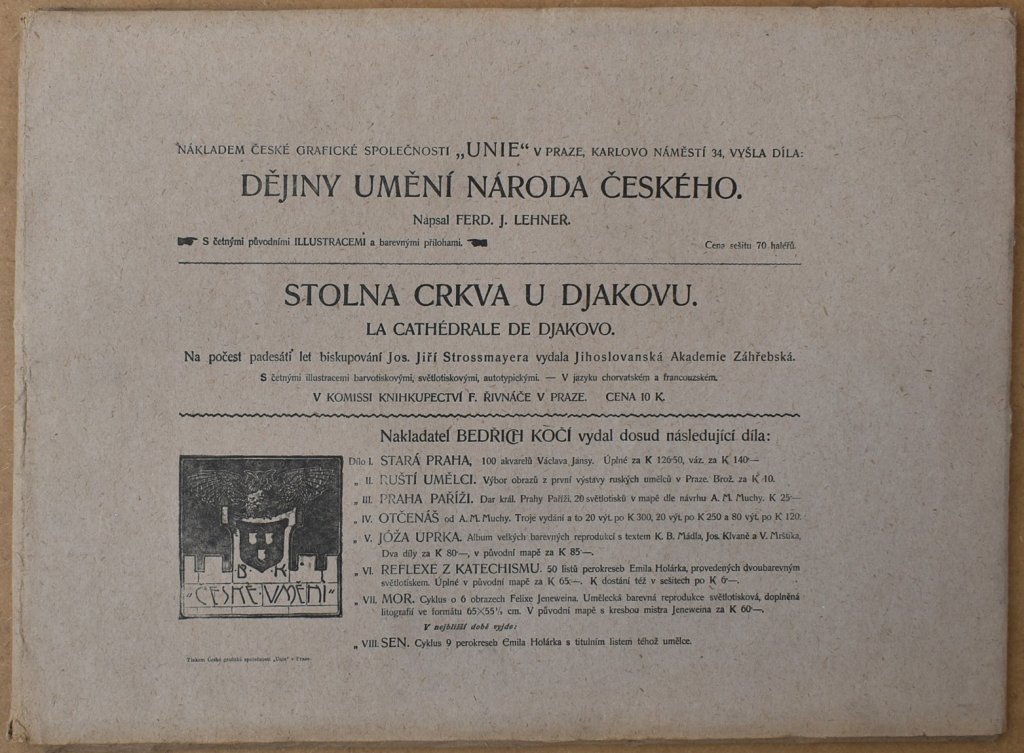 NÁKLADEM ČESKÉ GRAFICKÉ SPOLEČNOSTI „UNIE“ V PRAZE, KARLOVO NÁMĚSTÍ 34, VYŠLA DÍLA:
DĚJINY UMĚNÍ NÁRODA ČESKÉHO.
Napsal FERD. J. LEHNER.
S četnými původními ILLUSTRACEMI a barevnými přílohami.
Cena sešitu 70 haléřů.
STOLNA CRKVA U DJAKOVU.
LA CATHÉDRALE DE DJAKOVO.
Na počest padesáti let biskupování Jos. Jiří Strossmayera vydala Jihoslovanská Akademie Záhřebská.
S četnými illustracemi barvotiskovými, světlotiskovými, autotypickými. — V jazyku chorvatském a francouzském.
V KOMISSI KNIHKUPECTVÍ F. ŘIVNÁČE V PRAZE. CENA 10 K.
Nakladatel BEDŘICH KOČÍ vydal dosud následující díla:
Dílo I. STARÁ PRAHA, 100 akvarelů Václava Jansy. Úplné za K 126·50, váz. za K 140·—
„ II. RUŠTÍ UMĚLCI. Výbor obrazů z první výstavy ruských umělců v Praze. Brož. za K 10.
„ III. PRAHA PAŘÍŽI. Dar král. Prahy Paříži. 20 světlotisků v mapě dle návrhu A. M. Muchy. K 25·—
„ IV. OTČENÁŠ od A. M. Muchy. Troje vydání a to 20 výt. po K 300, 20 výt. po K 250 a 80 výt. po K 120.
„ V. JÓŽA ÚPRKA. Album velkých barevných reprodukcí s textem K. B. Mádla, Jos. Klvaně a V. Mrštíka,
Dva díly za K 80·—, v původní mapě za K 85·—.
„ VI. REFLEXE Z KATECHISMU. 50 listů perokreseb Emila Holárka, provedených dvoubarevným
světlotiskem. Úplné v původní mapě za K 65·—. K dostání též v sešitech po K 6·—.
„ VII. MOR. Cyklus o 6 obrazech Felixe Jeneweina. Umělecká barevná reprodukce světlotisková, doplněná
litografií ve formátu 65×55½ cm. V původní mapě s kresbou mistra Jeneweina za K 60·—.
V nejbližší době vyjde:
„ VIII. SEN. Cyklus 9 perokreseb Emila Holárka s titulním listem téhož umělce.
B K
"ČESKÉ·UMĚNÍ"
Tiskem České grafické společnosti „Unie“ v Praze.